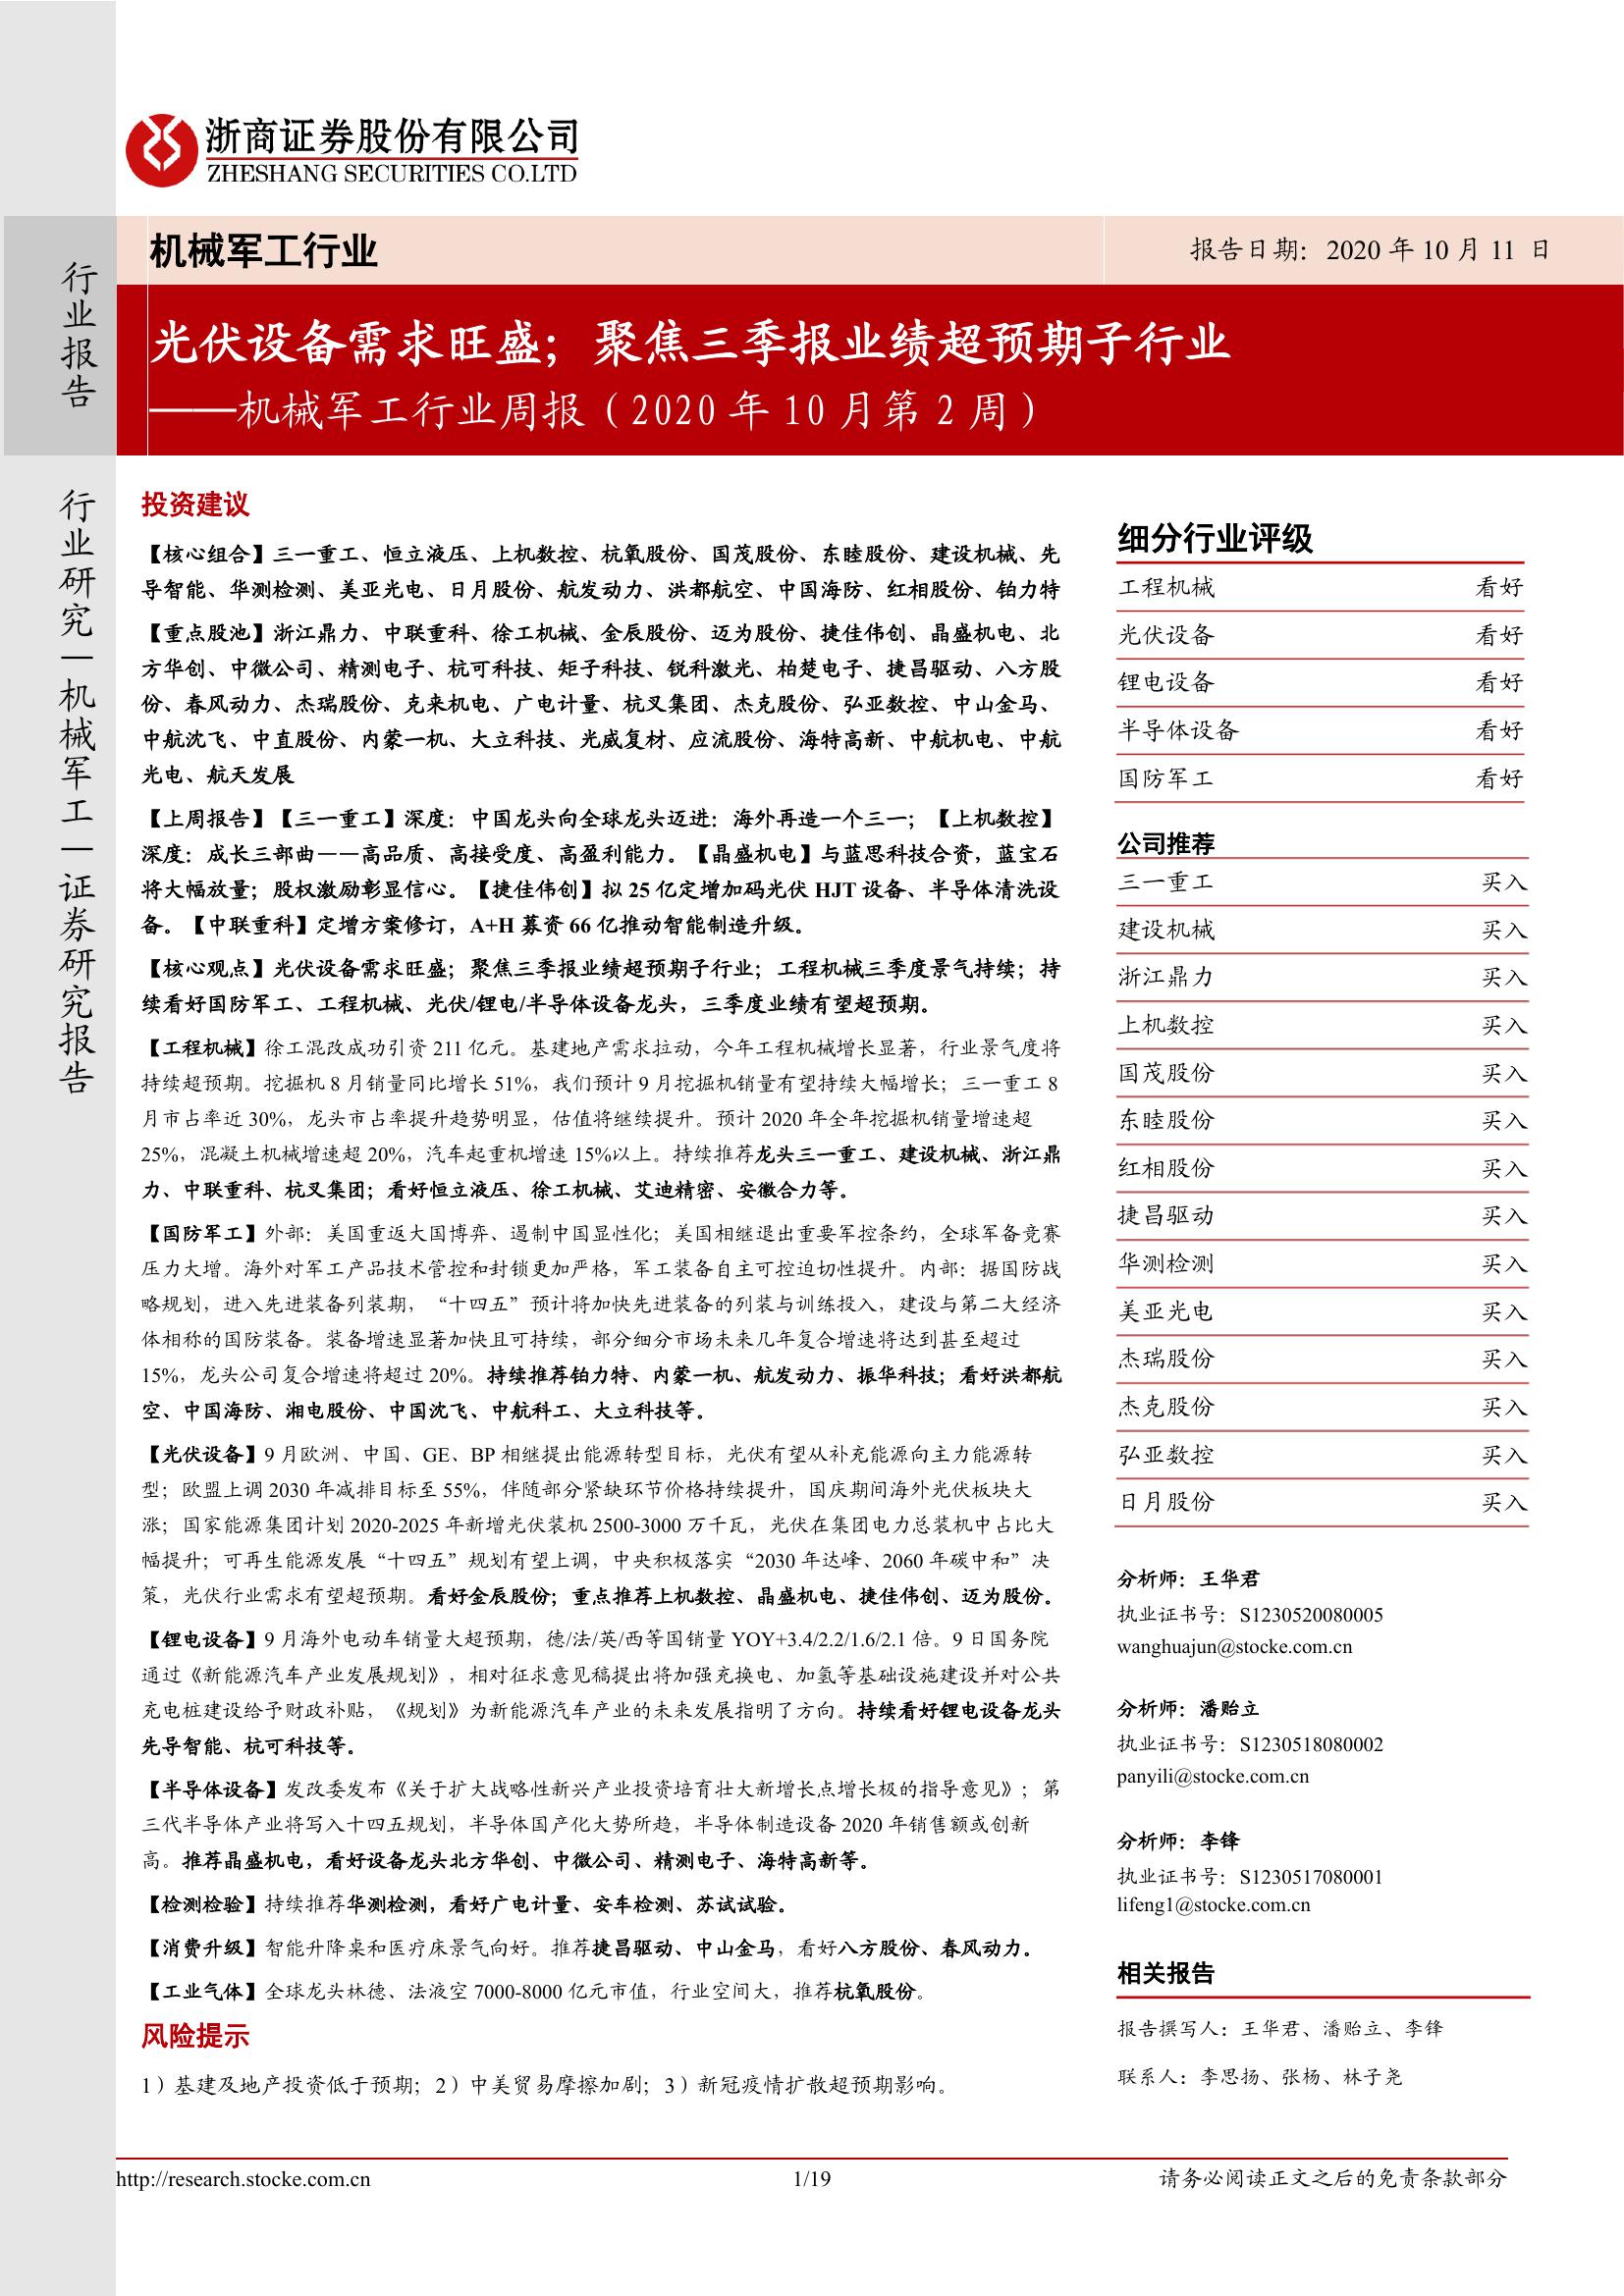 浙商证券股份有限公司
ZHESHANG SECURITIES CO.LTD
机械军工行业
报告日期：2020 年 10 月 11 日
行业报告
光伏设备需求旺盛；聚焦三季报业绩超预期子行业
——机械军工行业周报（2020 年 10 月第 2 周）
行业研究—机械军工—证券研究报告
投资建议
【核心组合】三一重工、恒立液压、上机数控、杭氧股份、国茂股份、东睦股份、建设机械、先
导智能、华测检测、美亚光电、日月股份、航发动力、洪都航空、中国海防、红相股份、铂力特
【重点股池】浙江鼎力、中联重科、徐工机械、金辰股份、迈为股份、捷佳伟创、晶盛机电、北
方华创、中微公司、精测电子、杭可科技、矩子科技、锐科激光、柏楚电子、捷昌驱动、八方股
份、春风动力、杰瑞股份、克来机电、广电计量、杭叉集团、杰克股份、弘亚数控、中山金马、
中航沈飞、中直股份、内蒙一机、大立科技、光威复材、应流股份、海特高新、中航机电、中航
光电、航天发展
【上周报告】【三一重工】深度：中国龙头向全球龙头迈进：海外再造一个三一；【上机数控】
深度：成长三部曲——高品质、高接受度、高盈利能力。【晶盛机电】与蓝思科技合资，蓝宝石
将大幅放量；股权激励彰显信心。【捷佳伟创】拟 25 亿定增加码光伏 HJT 设备、半导体清洗设
备。【中联重科】定增方案修订，A+H 募资 66 亿推动智能制造升级。
【核心观点】光伏设备需求旺盛；聚焦三季报业绩超预期子行业；工程机械三季度景气持续；持
续看好国防军工、工程机械、光伏/锂电/半导体设备龙头，三季度业绩有望超预期。
【工程机械】徐工混改成功引资 211 亿元。基建地产需求拉动，今年工程机械增长显著，行业景气度将
持续超预期。挖掘机 8 月销量同比增长 51%，我们预计 9 月挖掘机销量有望持续大幅增长；三一重工 8
月市占率近 30%，龙头市占率提升趋势明显，估值将继续提升。预计 2020 年全年挖掘机销量增速超
25%，混凝土机械增速超 20%，汽车起重机增速 15%以上。持续推荐龙头三一重工、建设机械、浙江鼎
力、中联重科、杭叉集团；看好恒立液压、徐工机械、艾迪精密、安徽合力等。
【国防军工】外部：美国重返大国博弈、遏制中国显性化；美国相继退出重要军控条约，全球军备竞赛
压力大增。海外对军工产品技术管控和封锁更加严格，军工装备自主可控迫切性提升。内部：据国防战
略规划，进入先进装备列装期，“十四五”预计将加快先进装备的列装与训练投入，建设与第二大经济
体相称的国防装备。装备增速显著加快且可持续，部分细分市场未来几年复合增速将达到甚至超过
15%，龙头公司复合增速将超过 20%。持续推荐铂力特、内蒙一机、航发动力、振华科技；看好洪都航
空、中国海防、湘电股份、中国沈飞、中航科工、大立科技等。
【光伏设备】9 月欧洲、中国、GE、BP 相继提出能源转型目标，光伏有望从补充能源向主力能源转
型；欧盟上调 2030 年减排目标至 55%，伴随部分紧缺环节价格持续提升，国庆期间海外光伏板块大
涨；国家能源集团计划 2020-2025 年新增光伏装机 2500-3000 万千瓦，光伏在集团电力总装机中占比大
幅提升；可再生能源发展“十四五”规划有望上调，中央积极落实“2030 年达峰、2060 年碳中和”决
策，光伏行业需求有望超预期。看好金辰股份；重点推荐上机数控、晶盛机电、捷佳伟创、迈为股份。
【锂电设备】9 月海外电动车销量大超预期，德/法/英/西等国销量 YOY+3.4/2.2/1.6/2.1 倍。9 日国务院
通过《新能源汽车产业发展规划》，相对征求意见稿提出将加强充换电、加氢等基础设施建设并对公共
充电桩建设给予财政补贴，《规划》为新能源汽车产业的未来发展指明了方向。持续看好锂电设备龙头
先导智能、杭可科技等。
【半导体设备】发改委发布《关于扩大战略性新兴产业投资培育壮大新增长点增长极的指导意见》；第
三代半导体产业将写入十四五规划，半导体国产化大势所趋，半导体制造设备 2020 年销售额或创新
高。推荐晶盛机电，看好设备龙头北方华创、中微公司、精测电子、海特高新等。
【检测检验】持续推荐华测检测，看好广电计量、安车检测、苏试试验。
【消费升级】智能升降桌和医疗床景气向好。推荐捷昌驱动、中山金马，看好八方股份、春风动力。
【工业气体】全球龙头林德、法液空 7000-8000 亿元市值，行业空间大，推荐杭氧股份。
风险提示
1）基建及地产投资低于预期；2）中美贸易摩擦加剧；3）新冠疫情扩散超预期影响。
细分行业评级
工程机械 看好
光伏设备 看好
锂电设备 看好
半导体设备 看好
国防军工 看好
公司推荐
三一重工 买入
建设机械 买入
浙江鼎力 买入
上机数控 买入
国茂股份 买入
东睦股份 买入
红相股份 买入
捷昌驱动 买入
华测检测 买入
美亚光电 买入
杰瑞股份 买入
杰克股份 买入
弘亚数控 买入
日月股份 买入
分析师：王华君
执业证书号：S1230520080005
wanghuajun@stocke.com.cn
分析师：潘贻立
执业证书号：S1230518080002
panyili@stocke.com.cn
分析师：李锋
执业证书号：S1230517080001
lifeng1@stocke.com.cn
相关报告
报告撰写人：王华君、潘贻立、李锋
联系人：李思扬、张杨、林子尧
http://research.stocke.com.cn
1/19
请务必阅读正文之后的免责条款部分